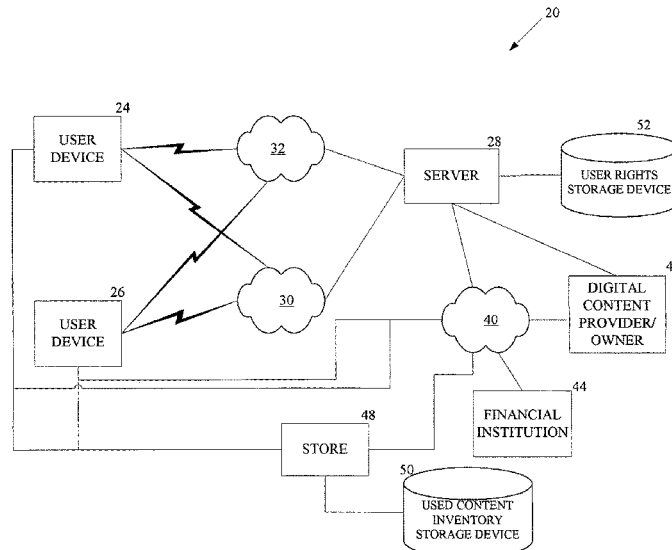 20
24
USER
DEVICE
32
28
SERVER
52
USER RIGHTS
STORAGE DEVICE
26
USER
DEVICE
30
40
DIGITAL
CONTENT
PROVIDER/
OWNER
44
FINANCIAL
INSTITUTION
48
STORE
50
USED CONTENT
INVENTORY
STORAGE DEVICE